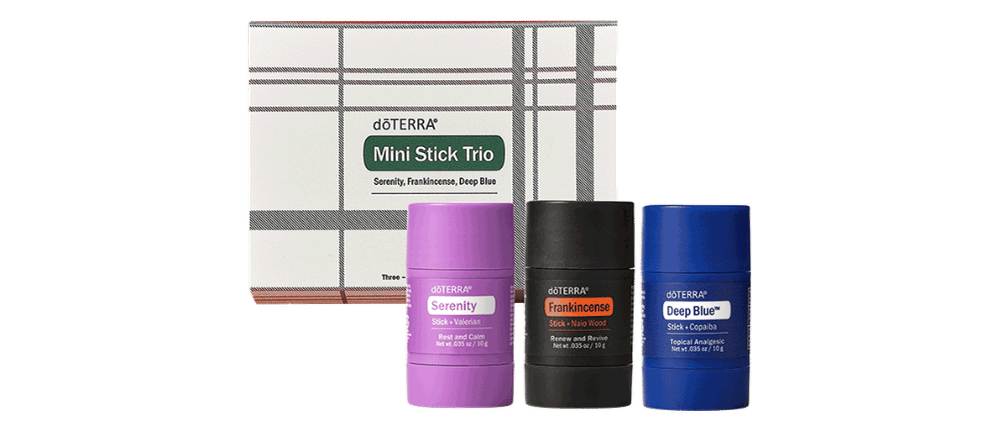 dōTERRA®
Mini Stick Trio
Serenity, Frankincense, Deep Blue
Three –
dōTERRA®
Serenity
Stick + Valerian
Rest and Calm
Net wt .035 oz / 10 g
dōTERRA®
Frankincense
Stick + Naio Wood
Renew and Revive
Net wt .035 oz / 10 g
dōTERRA®
Deep Blue™
Stick + Copaiba
Topical Analgesic
Net wt .035 oz / 10 g